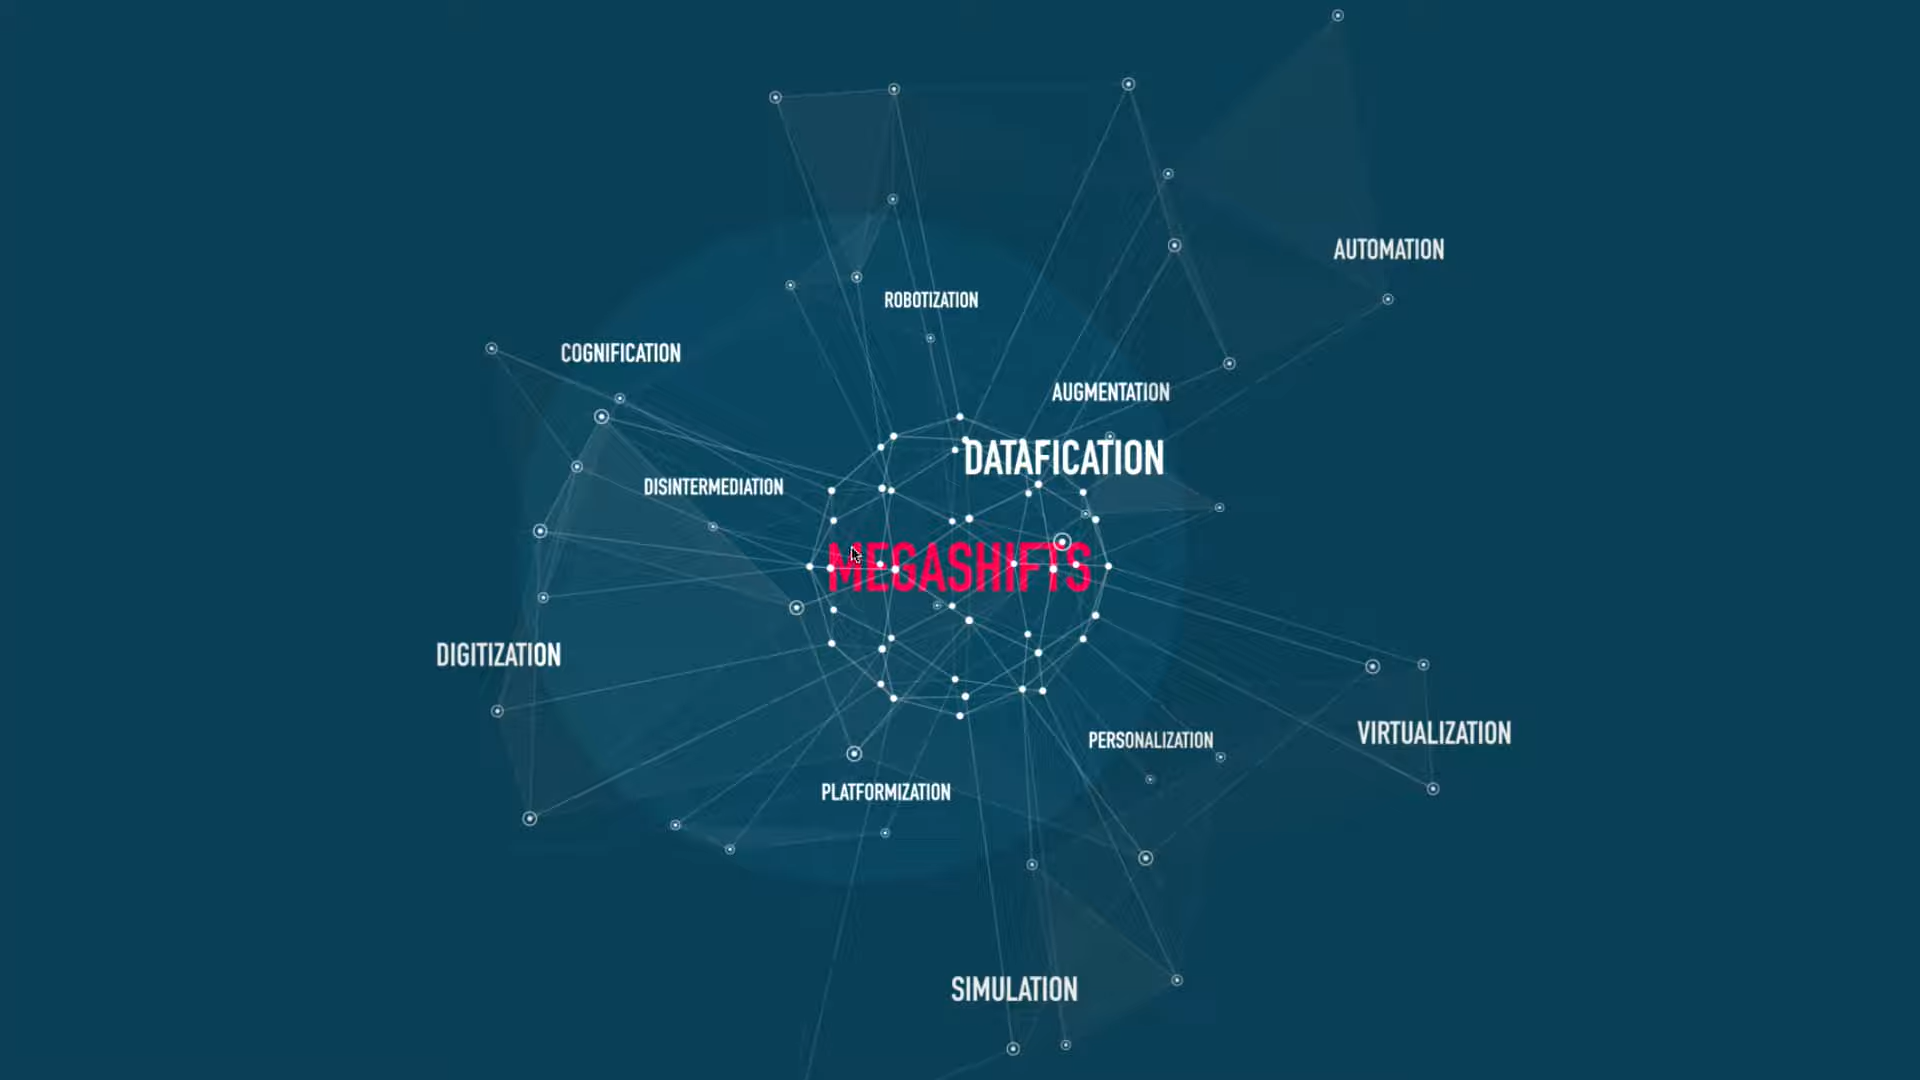 AUTOMATION
ROBOTIZATION
COGNIFICATION
AUGMENTATION
DATAFICATION
DISINTERMEDIATION
MEGASHIFTS
DIGITIZATION
VIRTUALIZATION
PERSONALIZATION
PLATFORMIZATION
SIMULATION